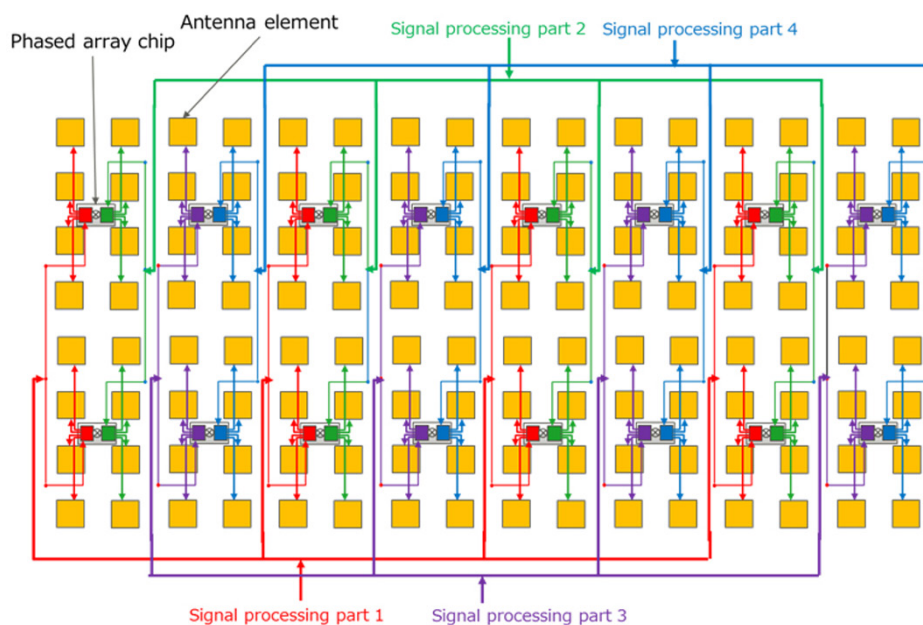 Antenna element
Signal processing part 2
Signal processing part 4
Phased array chip
Signal processing part 1
Signal processing part 3